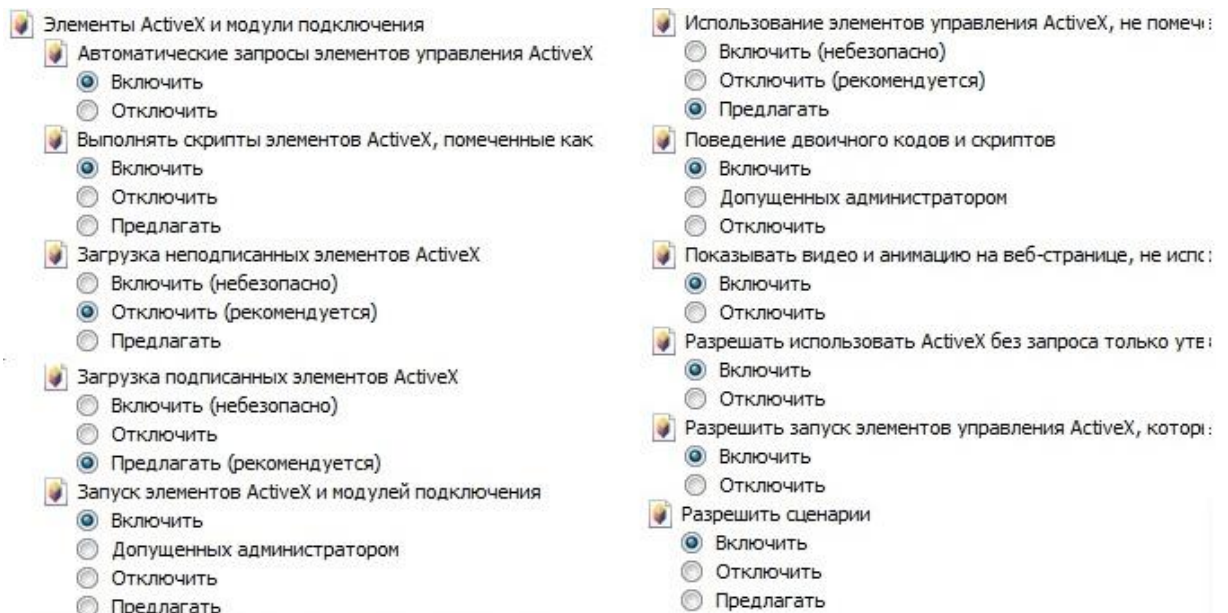 Элементы ActiveX и модули подключения
Автоматические запросы элементов управления ActiveX
Включить
Отключить
Выполнять скрипты элементов ActiveX, помеченные как
Включить
Отключить
Предлагать
Загрузка неподписанных элементов ActiveX
Включить (небезопасно)
Отключить (рекомендуется)
Предлагать
Загрузка подписанных элементов ActiveX
Включить (небезопасно)
Отключить
Предлагать (рекомендуется)
Запуск элементов ActiveX и модулей подключения
Включить
Допущенных администратором
Отключить
Предлагать
Использование элементов управления ActiveX, не
Включить (небезопасно)
Отключить (рекомендуется)
Предлагать
Поведение двоичного кодов и скриптов
Включить
Допущенных администратором
Отключить
Показывать видео и анимацию на веб-странице, не
Включить
Отключить
Разрешать использовать ActiveX без запроса только
Включить
Отключить
Разрешить запуск элементов управления ActiveX,
Включить
Отключить
Разрешить сценарии
Включить
Отключить
Предлагать